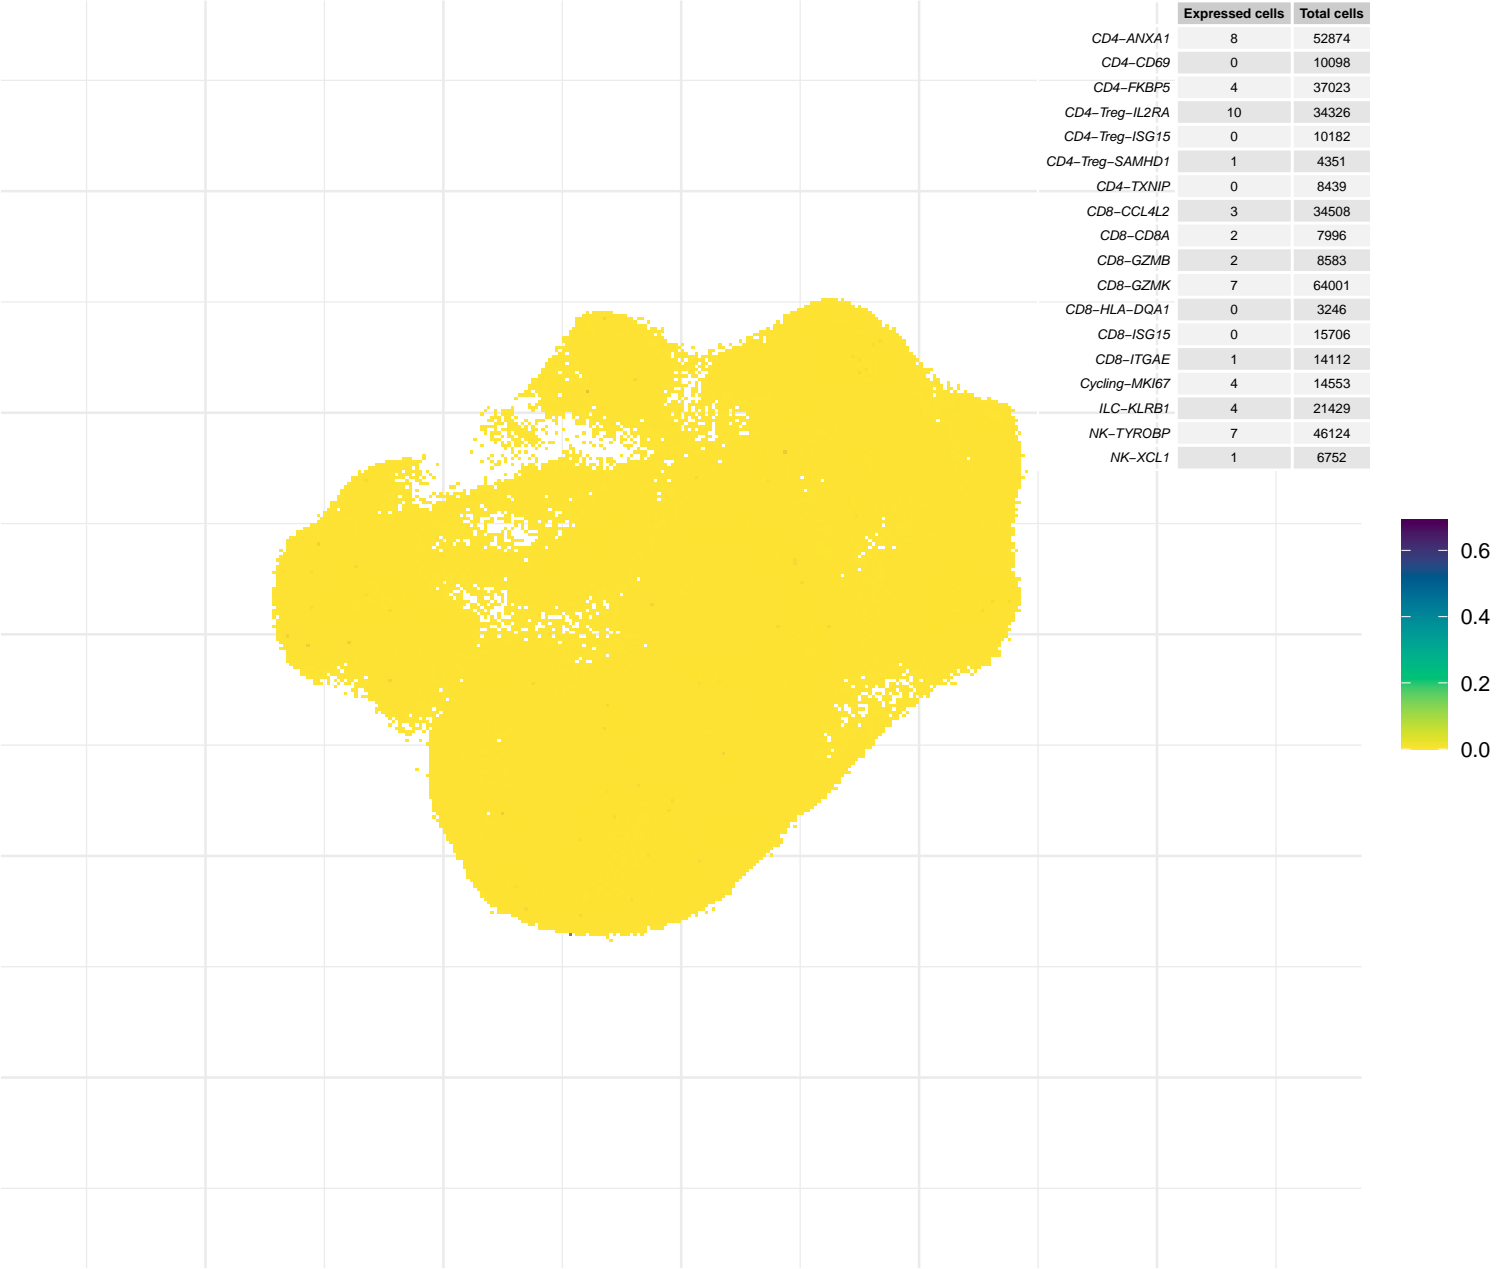 Expressed cells Total cells
CD4−ANXA1 8 52874
CD4−CD69 0 10098
CD4−FKBP5 4 37023
CD4−Treg−IL2RA 10 34326
CD4−Treg−ISG15 0 10182
CD4−Treg−SAMHD1 1 4351
CD4−TXNIP 0 8439
CD8−CCL4L2 3 34508
CD8−CD8A 2 7996
CD8−GZMB 2 8583
CD8−GZMK 7 64001
CD8−HLA−DQA1 0 3246
CD8−ISG15 0 15706
CD8−ITGAE 1 14112
Cycling−MKI67 4 14553
ILC−KLRB1 4 21429
NK−TYROBP 7 46124
NK−XCL1 1 6752
0.6
0.4
0.2
0.0